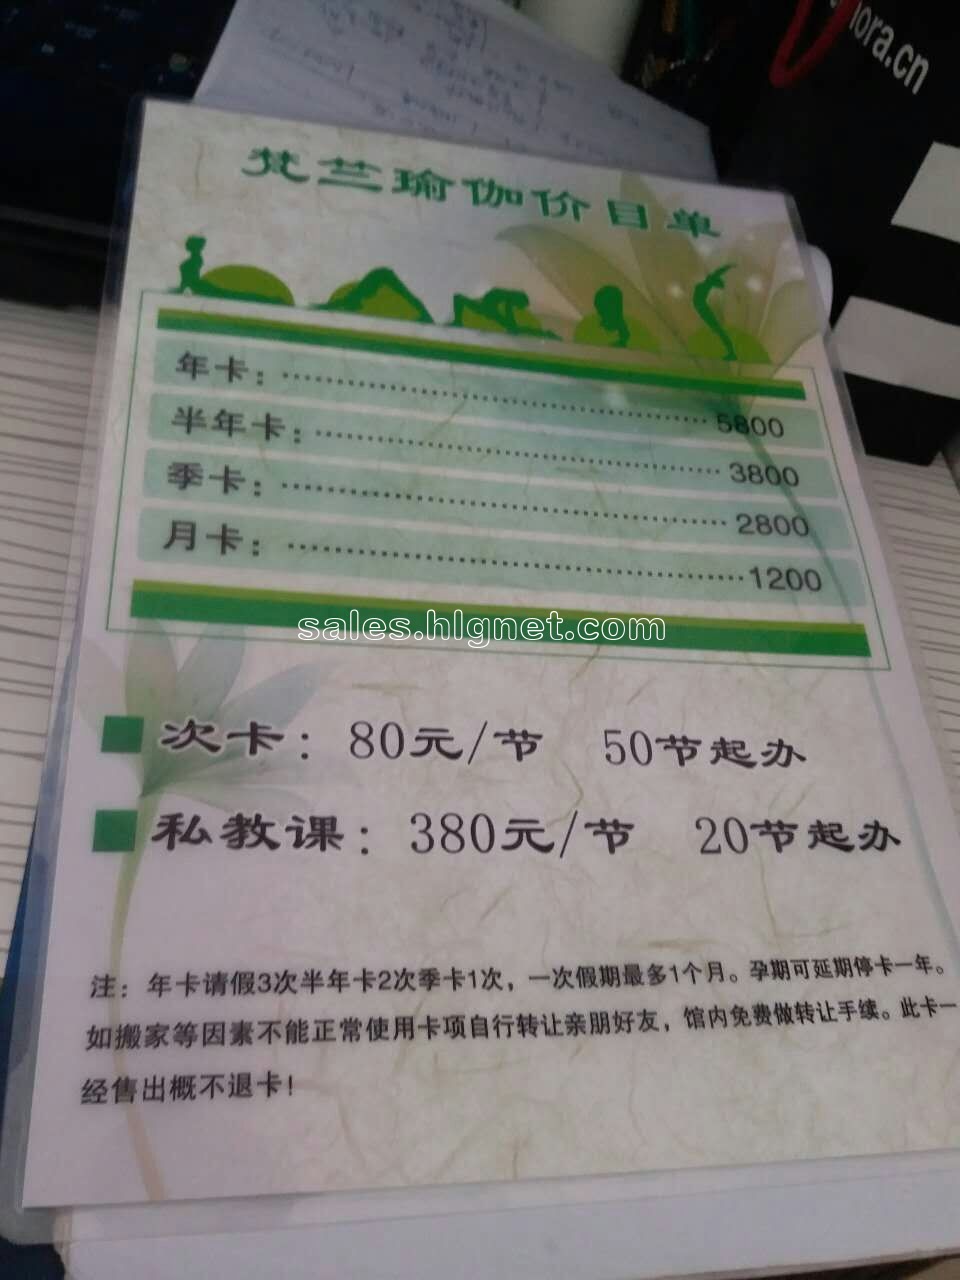 nora.cn
梵兰瑜伽价目单
年卡：5800
半年卡：3800
季卡：2800
月卡：1200
sales.hlgnet.com
次卡：80元/节 50节起办
私教课：380元/节 20节起办
注：年卡请假3次半年卡2次季卡1次，一次假期最多1个月。孕期可延期停卡一年。
如搬家等因素不能正常使用卡项自行转让亲朋好友，馆内免费做转让手续。此卡一
经售出概不退卡！